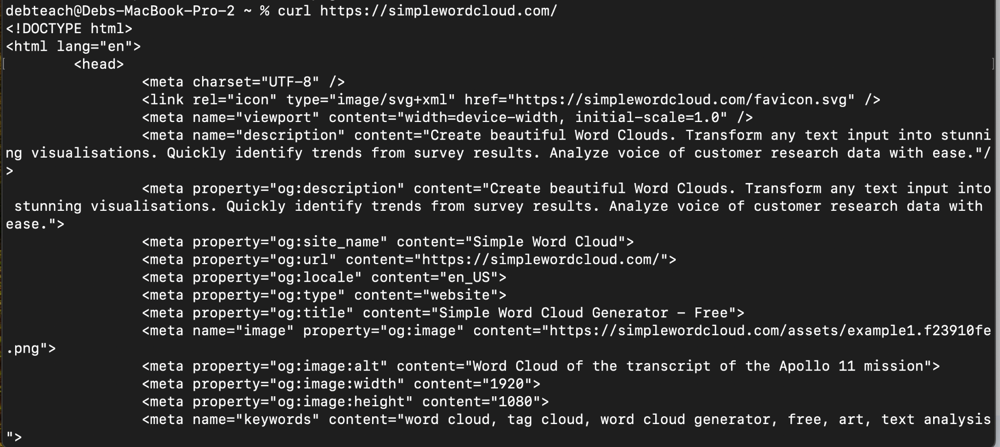 debteach@Debs-MacBook-Pro-2 ~ % curl https://simplewordcloud.com/
<!DOCTYPE html>
<html lang="en">
[        <head>                                                                                                      ]
                <meta charset="UTF-8" />
                <link rel="icon" type="image/svg+xml" href="https://simplewordcloud.com/favicon.svg" />
                <meta name="viewport" content="width=device-width, initial-scale=1.0" />
                <meta name="description" content="Create beautiful Word Clouds. Transform any text input into stunni
ng visualisations. Quickly identify trends from survey results. Analyze voice of customer research data with ease."/
>
                <meta property="og:description" content="Create beautiful Word Clouds. Transform any text input into
 stunning visualisations. Quickly identify trends from survey results. Analyze voice of customer research data with
ease.">
                <meta property="og:site_name" content="Simple Word Cloud">
                <meta property="og:url" content="https://simplewordcloud.com/">
                <meta property="og:locale" content="en_US">
                <meta property="og:type" content="website">
                <meta property="og:title" content="Simple Word Cloud Generator - Free">
                <meta name="image" property="og:image" content="https://simplewordcloud.com/assets/example1.f23910fe
.png">
                <meta property="og:image:alt" content="Word Cloud of the transcript of the Apollo 11 mission">
                <meta property="og:image:width" content="1920">
                <meta property="og:image:height" content="1080">
                <meta name="keywords" content="word cloud, tag cloud, word cloud generator, free, art, text analysis
">